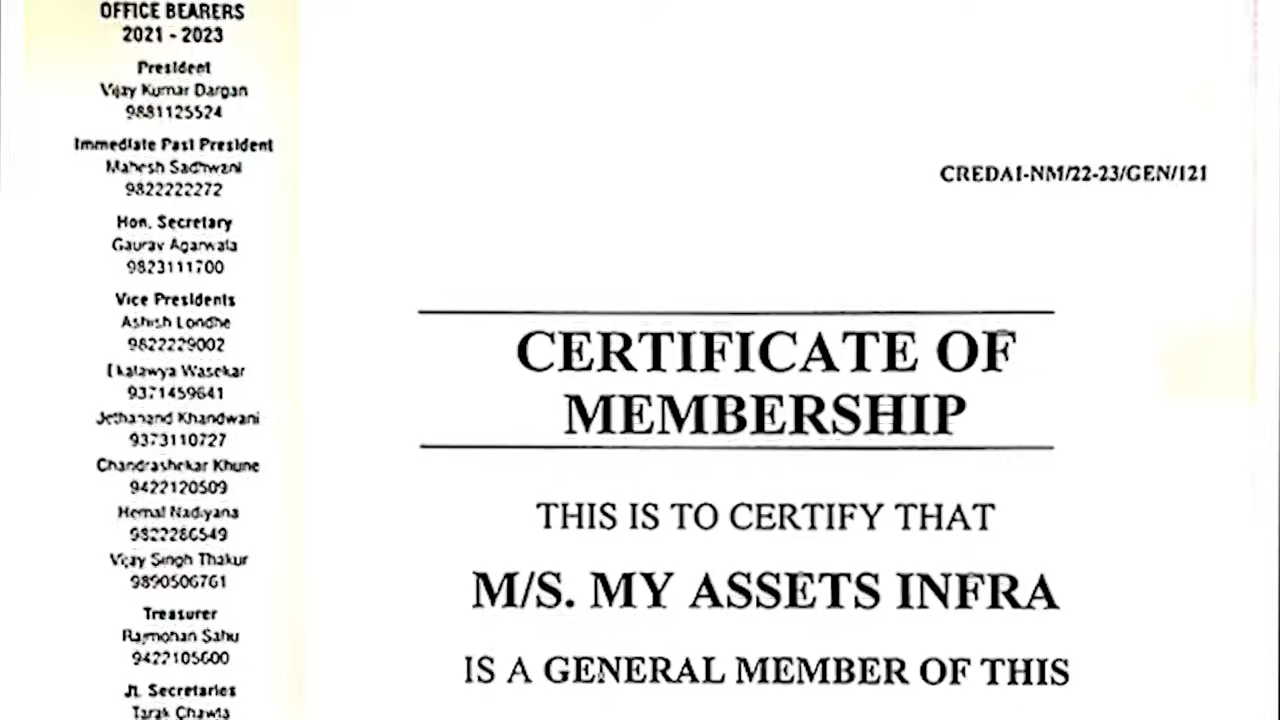 OFFICE BEARERS
2021 - 2023
President
Vijay Kumar Dargan
9881125524
Immediate Past President
Mahesh Sadhwani
9822222272
Hon. Secretary
Gaurav Agarwala
9823111700
Vice Presidents
Ashish Londhe
9822229002
Ekalawya Wasekar
9371459641
Jethanand Khandwani
9373110727
Chandrashekar Khune
9422120509
Hemal Nadiyana
9822286549
Vijay Singh Thakur
9890506761
Treasurer
Rajmohan Sahu
9422105600
Jt. Secretaries
Tarak Chawla
CREDAI-NM/22-23/GEN/121
CERTIFICATE OF
MEMBERSHIP
THIS IS TO CERTIFY THAT
M/S. MY ASSETS INFRA
IS A GENERAL MEMBER OF THIS